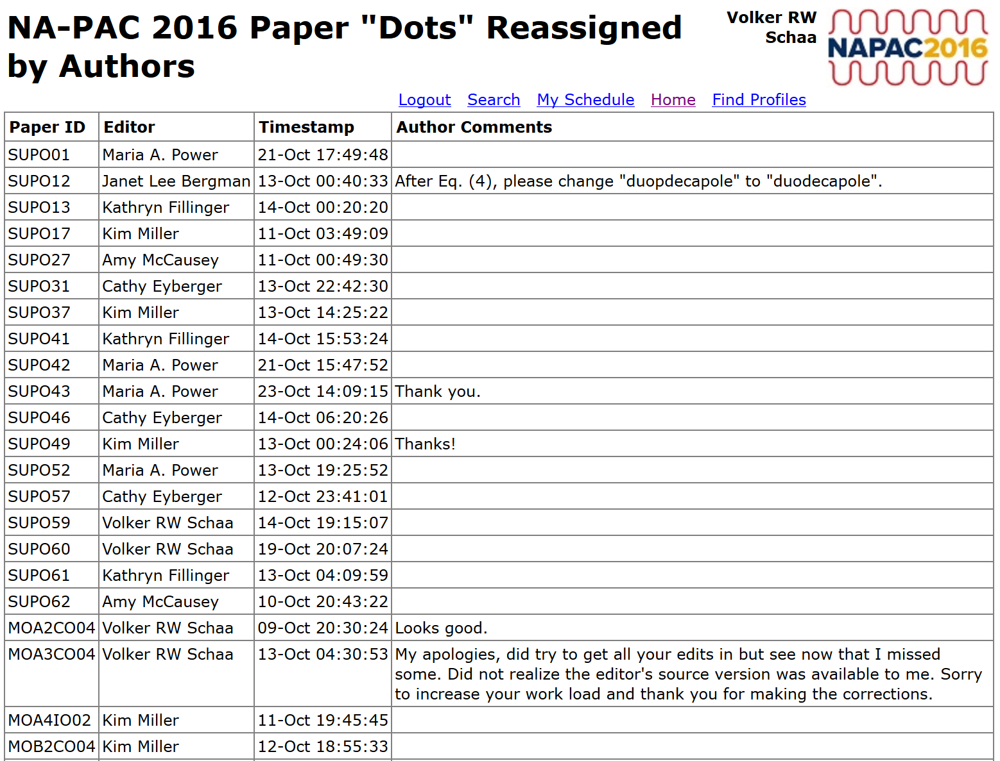 NA-PAC 2016 Paper "Dots" Reassigned
by Authors
Volker RW
Schaa
NAPAC2016
Logout Search My Schedule Home Find Profiles
Paper ID Editor Timestamp Author Comments
SUPO01 Maria A. Power 21-Oct 17:49:48
SUPO12 Janet Lee Bergman 13-Oct 00:40:33 After Eq. (4), please change "duopdecapole" to "duodecapole".
SUPO13 Kathryn Fillinger 14-Oct 00:20:20
SUPO17 Kim Miller 11-Oct 03:49:09
SUPO27 Amy McCausey 11-Oct 00:49:30
SUPO31 Cathy Eyberger 13-Oct 22:42:30
SUPO37 Kim Miller 13-Oct 14:25:22
SUPO41 Kathryn Fillinger 14-Oct 15:53:24
SUPO42 Maria A. Power 21-Oct 15:47:52
SUPO43 Maria A. Power 23-Oct 14:09:15 Thank you.
SUPO46 Cathy Eyberger 14-Oct 06:20:26
SUPO49 Kim Miller 13-Oct 00:24:06 Thanks!
SUPO52 Maria A. Power 13-Oct 19:25:52
SUPO57 Cathy Eyberger 12-Oct 23:41:01
SUPO59 Volker RW Schaa 14-Oct 19:15:07
SUPO60 Volker RW Schaa 19-Oct 20:07:24
SUPO61 Kathryn Fillinger 13-Oct 04:09:59
SUPO62 Amy McCausey 10-Oct 20:43:22
MOA2CO04 Volker RW Schaa 09-Oct 20:30:24 Looks good.
MOA3CO04 Volker RW Schaa 13-Oct 04:30:53 My apologies, did try to get all your edits in but see now that I missed
some. Did not realize the editor's source version was available to me. Sorry
to increase your work load and thank you for making the corrections.
MOA4IO02 Kim Miller 11-Oct 19:45:45
MOB2CO04 Kim Miller 12-Oct 18:55:33